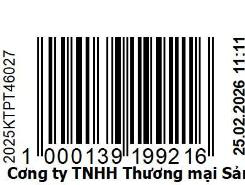 2025KTPT46027
25.02.2026 11:11
1 000139 199216
Công ty TNHH Thương mại Sản